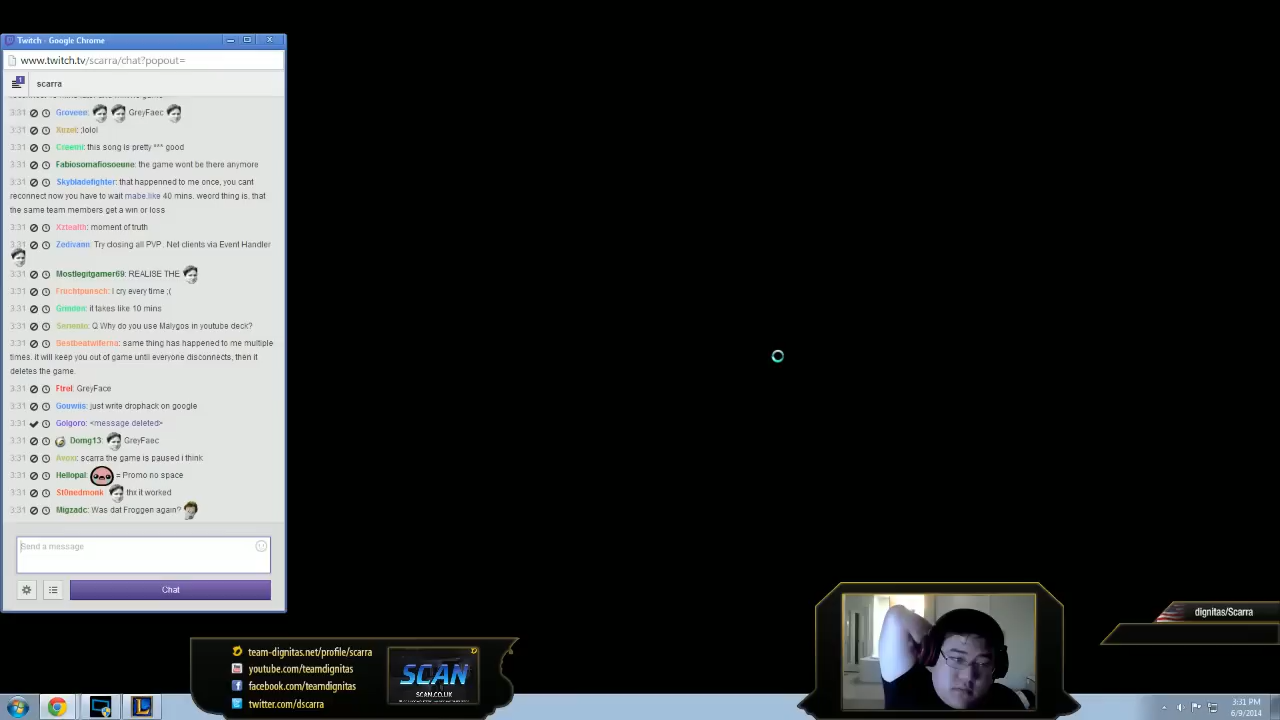 Twitch - Google Chrome
www.twitch.tv/scarra/chat?popout=
1
scarra
3:31 Groveen: GreyFaec
3:31 Xuzei: ;lolol
3:31 Craemi: this song is pretty *** good
3:31 Fabiosomafiosoeune: the game wont be there anymore
3:31 Skybladefighter: that happenned to me once, you cant
reconnect now you have to wait mabe.like 40 mins. weord thing is, that
the same team members get a win or loss
3:31 Xztealth: moment of truth
3:31 Zedivann: Try closing all PVP . Net clients via Event Handler
3:31 Mostlegitgamer69: REALISE THE
3:31 Fruchtpunsch: I cry every time ;(
3:31 Grinden: it takes like 10 mins
3:31 Q Why do you use Malygos in youtube deck?
3:31 Bestbeatwiferna: same thing has happened to me multiple
times. it will keep you out of game until everyone disconnects, then it
deletes the game.
3:31 Ftrel: GreyFace
3:31 Gouwiis: just write drophack on google
3:31 Golgoro: <message deleted>
3:31 Domg13: GreyFaec
3:31 Avoxr: scarra the game is paused i think
3:31 Hellopal: = Promo no space
3:31 St0nedmonk thx it worked
3:31 Migzadc: Was dat Froggen again?
Send a message
Chat
dignitas/Scarra
team-dignitas.net/profile/scarra
youtube.com/teamdignitas
facebook.com/teamdignitas
twitter.com/dscarra
SCAN
SCAN.CO.UK
3:31 PM
6/9/2014